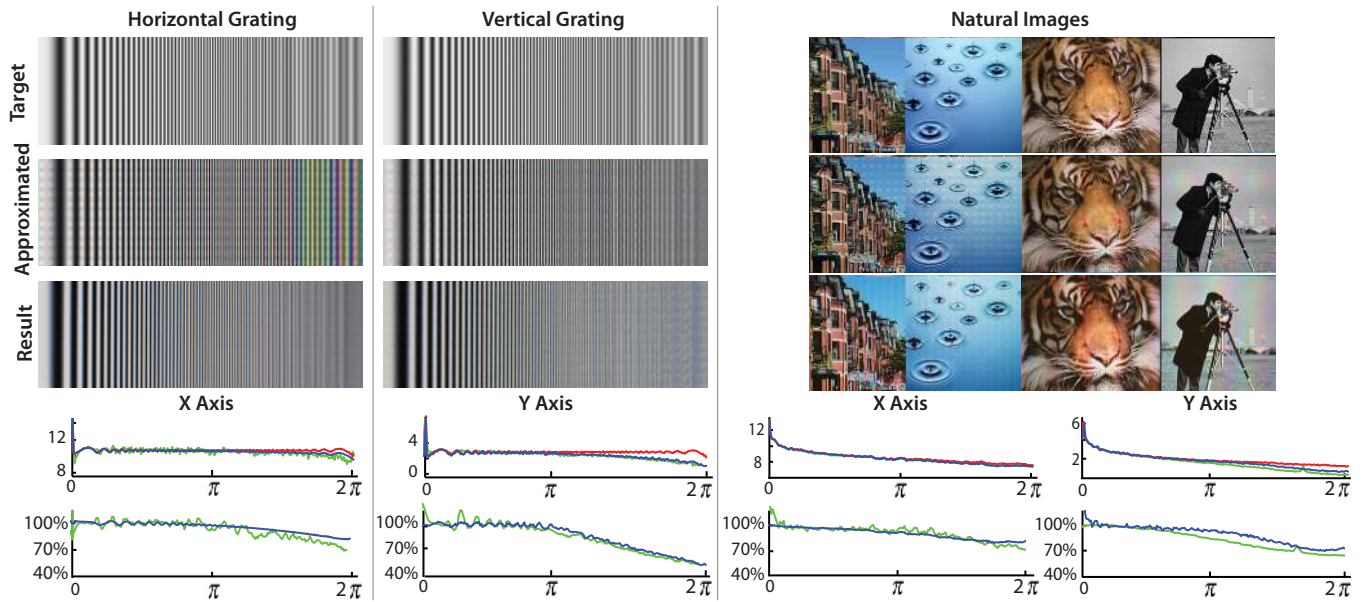 Horizontal Grating
Vertical Grating
Natural Images
Target
Approximated
Result
X Axis
Y Axis
X Axis
Y Axis
12
8
0
π
2π
4
0
0
π
2π
12
8
0
π
2π
6
2
0
π
2π
100%
70%
40%
0
π
2π
100%
70%
40%
0
π
2π
100%
70%
40%
0
π
2π
100%
70%
40%
0
π
2π